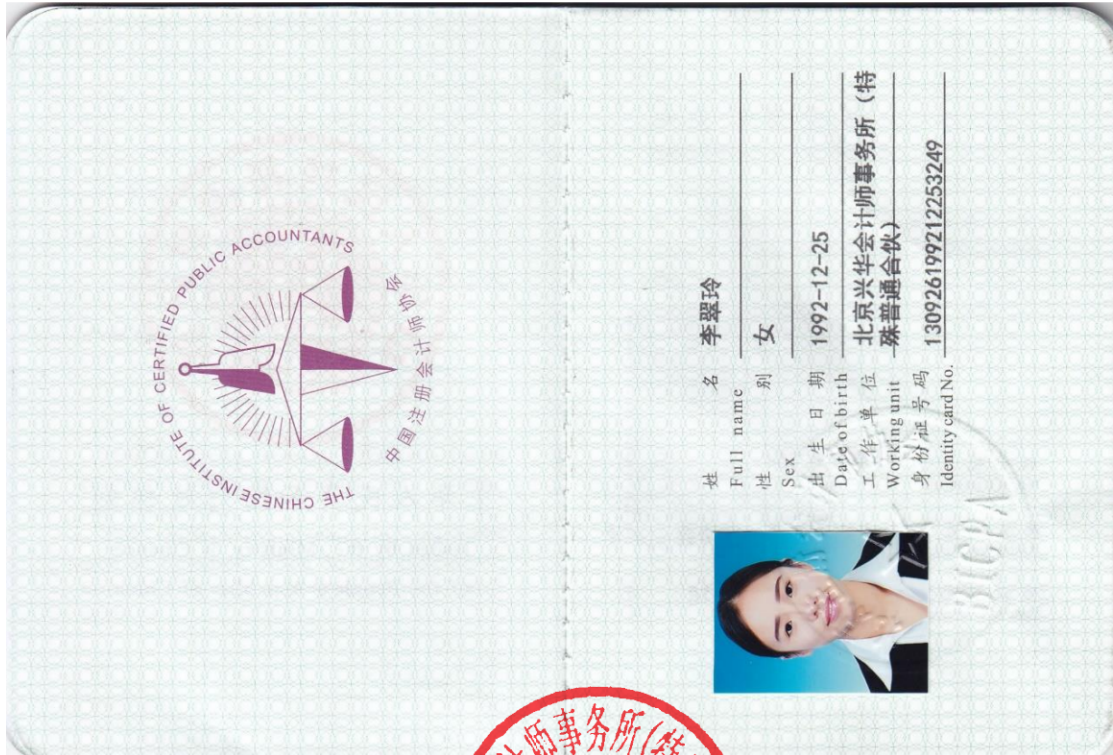 THE CHINESE INSTITUTE OF CERTIFIED PUBLIC ACCOUNTANTS
中国注册会计师协会
姓 名 李翠玲
Full name
性 别 女
Sex
出 生 日 期 1992-12-25
Date of birth
工 作 单 位 北京兴华会计师事务所（特
Working unit 殊普通合伙）
身份证号码 130926199212253249
Identity card No.
BICPA
计师事务所(特